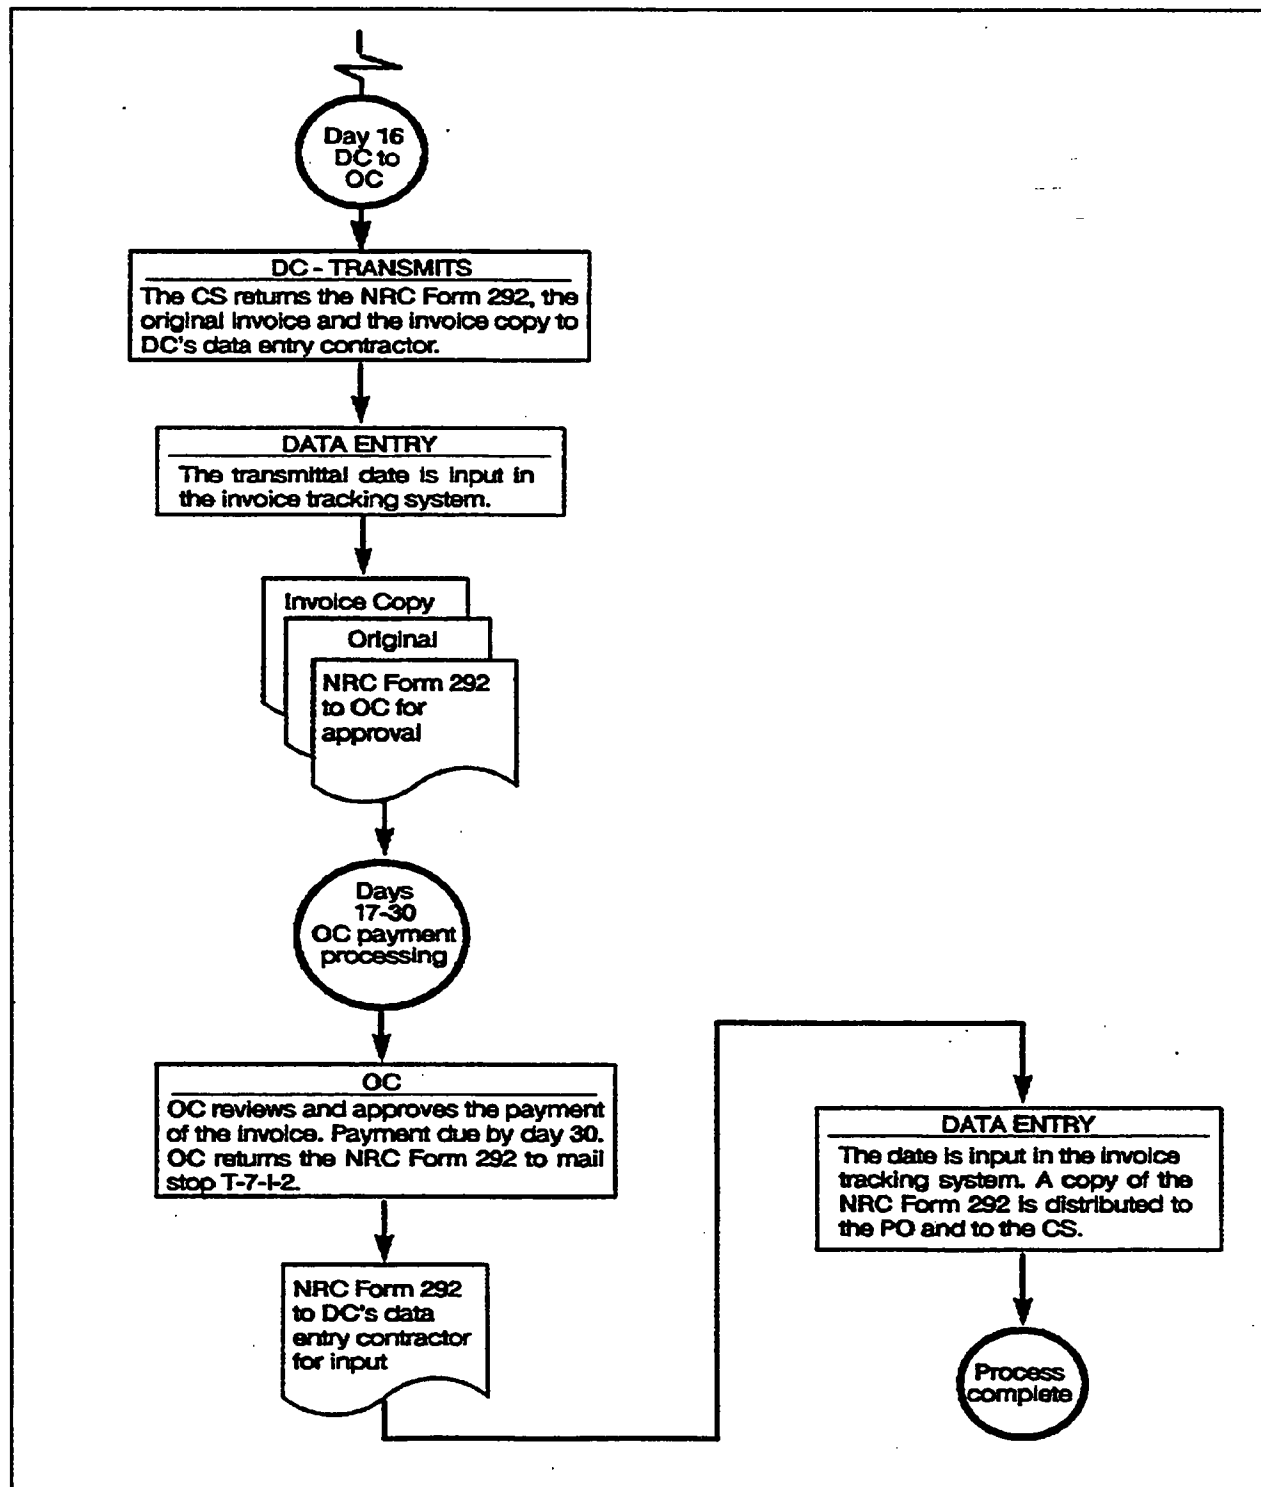 Day 16
DC to
OC
DC - TRANSMITS
The CS returns the NRC Form 292, the
original invoice and the invoice copy to
DC's data entry contractor.
DATA ENTRY
The transmittal date is input in
the invoice tracking system.
Invoice Copy
Original
NRC Form 292
to OC for
approval
Days
17-30
OC payment
processing
OC
OC reviews and approves the payment
of the invoice. Payment due by day 30.
OC returns the NRC Form 292 to mail
stop T-7-I-2.
NRC Form 292
to DC's data
entry contractor
for input
DATA ENTRY
The date is input in the invoice
tracking system. A copy of the
NRC Form 292 is distributed to
the PO and to the CS.
Process
complete